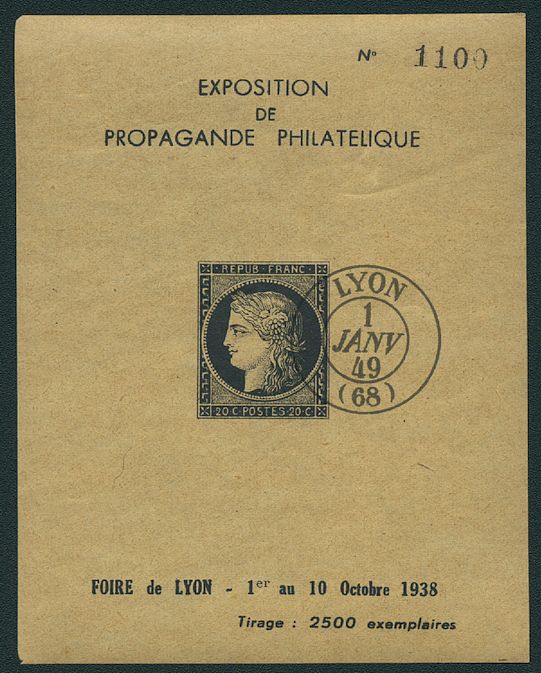 Nº 1100
EXPOSITION
DE
PROPAGANDE PHILATELIQUE
REPUB·FRANC·
20·C·POSTES·20·C·
LYON
1
JANV
49
(68)
FOIRE de LYON - 1er au 10 Octobre 1938
Tirage : 2500 exemplaires